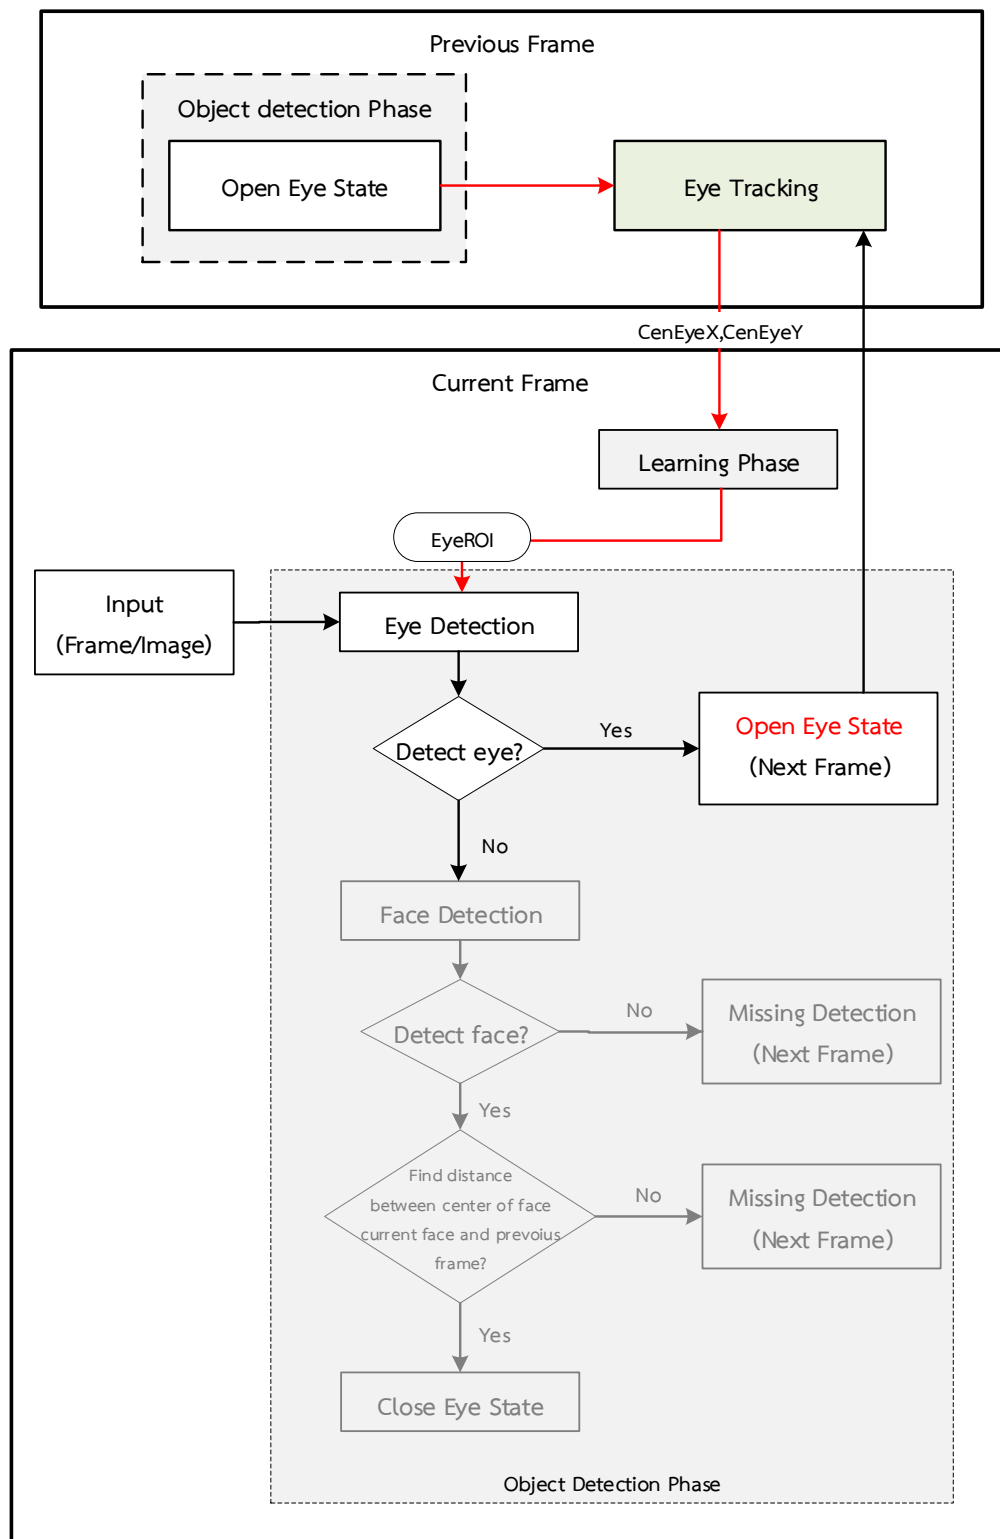 Previous Frame
Object detection Phase
Open Eye State
Eye Tracking
CenEyeX,CenEyeY
Current Frame
Learning Phase
EyeROI
Input
(Frame/Image)
Eye Detection
Detect eye?
Yes
Open Eye State
(Next Frame)
No
Face Detection
Detect face?
No
Missing Detection
(Next Frame)
Yes
Find distance
between center of face
current face and prevoius
frame?
No
Missing Detection
(Next Frame)
Yes
Close Eye State
Object Detection Phase